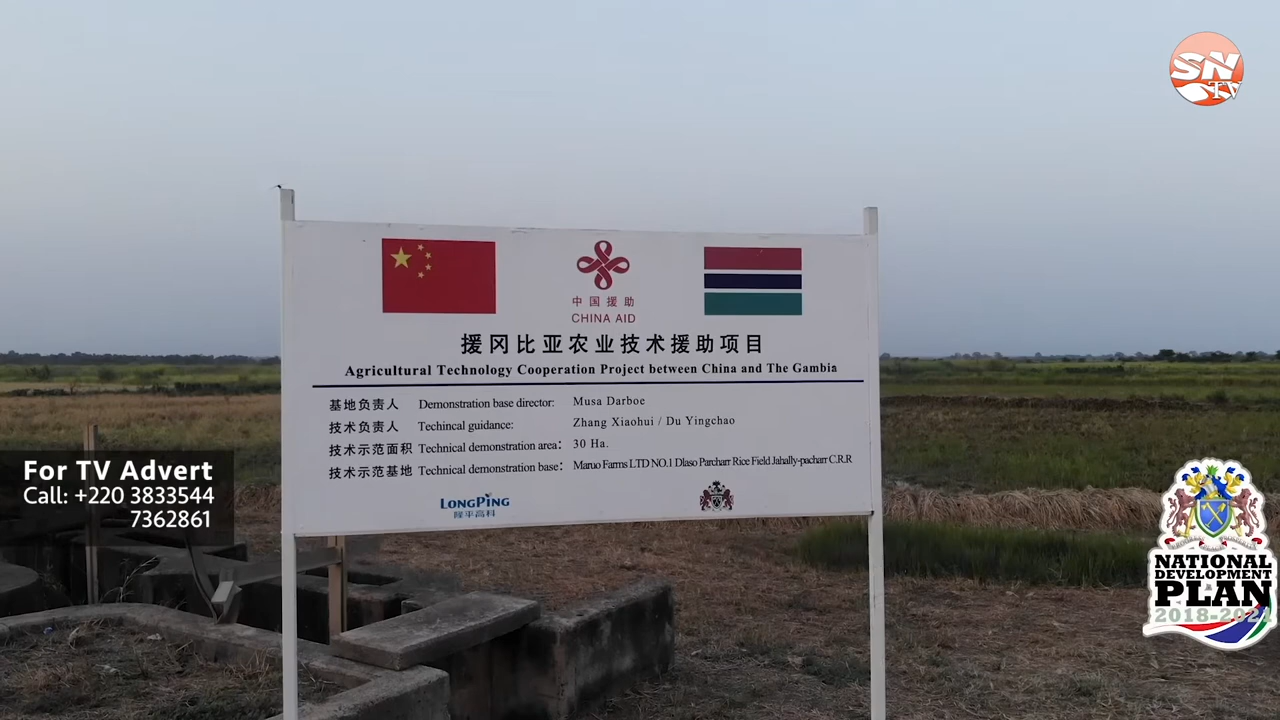 SN
TV
中国援助
CHINA AID
援冈比亚农业技术援助项目
Agricultural Technology Cooperation Project between China and The Gambia
基地负责人 Demonstration base director: Musa Darboe
技术负责人 Techincal guidance: Zhang Xiaohui / Du Yingchao
技术示范面积 Technical demonstration area: 30 Ha.
技术示范基地 Technical demonstration base: Maruo Farms LTD NO.1 Dlaso Parcharr Rice Field Jahally-pacharr C.R.R
LONGPING
隆平高科
For TV Advert
Call: +220 3833544
7362861
NATIONAL
DEVELOPMENT
PLAN
2018-2021